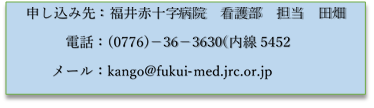 申し込み先：福井赤十字病院　看護部　担当　田畑
電話：(0776)－36－3630(内線 5452
メール：kango@fukui-med.jrc.or.jp